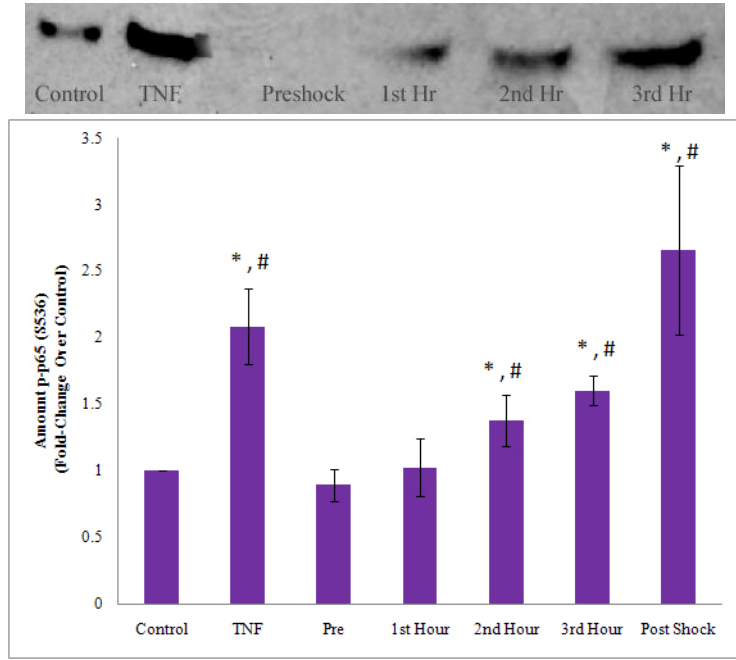 Control TNF Preshock 1st Hr 2nd Hr 3rd Hr
3.5
3
2.5
2
1.5
1
0.5
0
Amount p-p65 (S536)
(Fold-Change Over Control)
* , #
* , #
* , #
* , #
Control TNF Pre 1st Hour 2nd Hour 3rd Hour Post Shock